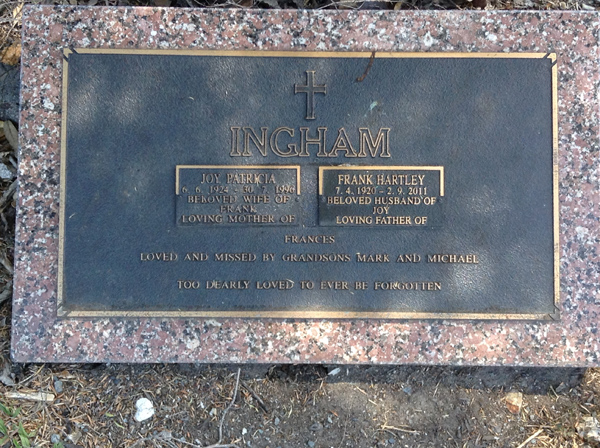 INGHAM
JOY PATRICIA
6. 6. 1924 - 30. 7. 1996
BELOVED WIFE OF
FRANK
LOVING MOTHER OF
FRANK HARTLEY
7. 4. 1920 - 2. 9. 2011
BELOVED HUSBAND OF
JOY
LOVING FATHER OF
FRANCES
LOVED AND MISSED BY GRANDSONS MARK AND MICHAEL
TOO DEARLY LOVED TO EVER BE FORGOTTEN